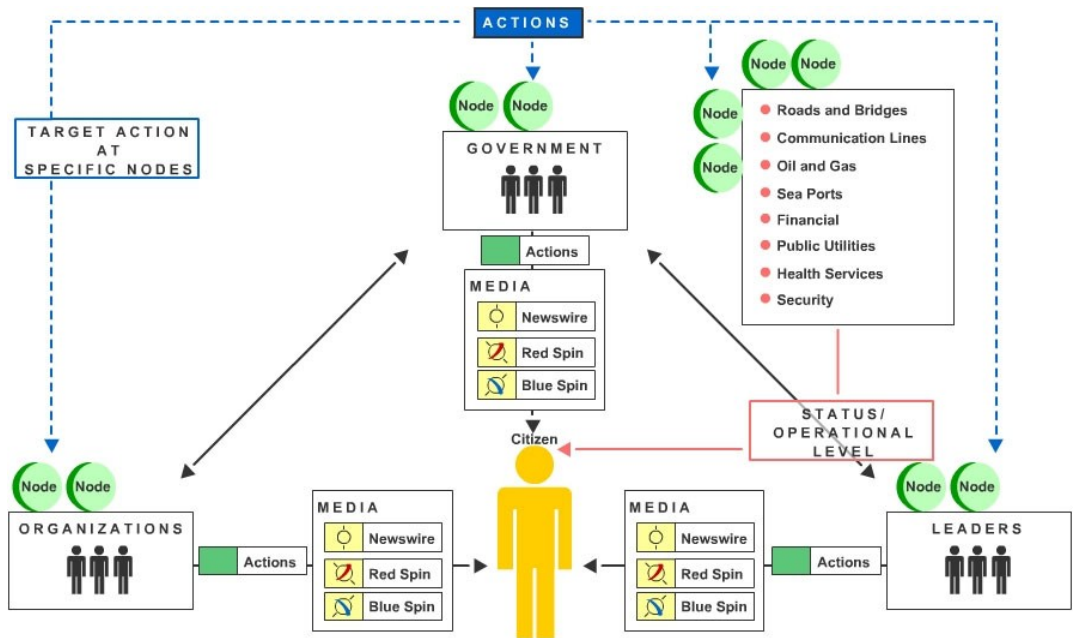 ACTIONS
Node Node
Node Node
Node
Node
TARGET ACTION
AT
SPECIFIC NODES
GOVERNMENT
Roads and Bridges
Communication Lines
Oil and Gas
Sea Ports
Financial
Public Utilities
Health Services
Security
Actions
MEDIA
Newswire
Red Spin
Blue Spin
STATUS/
OPERATIONAL
LEVEL
Citizen
Node Node
ORGANIZATIONS
Actions
MEDIA
Newswire
Red Spin
Blue Spin
MEDIA
Newswire
Red Spin
Blue Spin
Actions
Node Node
LEADERS